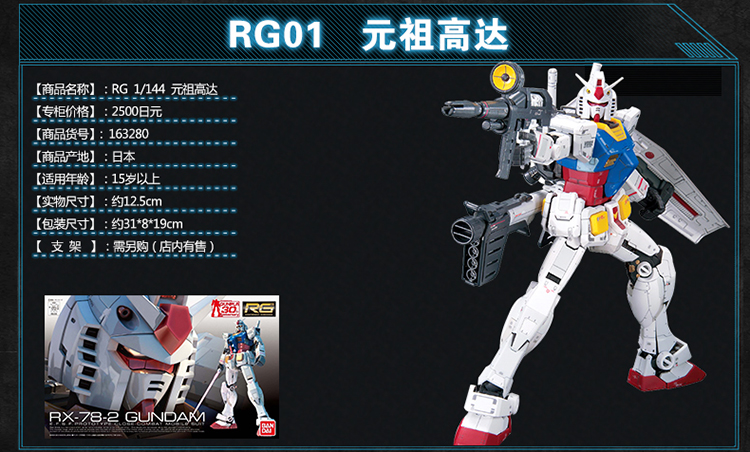 RG01 元祖高达
【商品名称】：RG 1/144 元祖高达
【专柜价格】：2500日元
【商品货号】：163280
【商品产地】：日本
【适用年龄】：15岁以上
【实物尺寸】：约12.5cm
【包装尺寸】：约31*8*19cm
【 支 架 】：需另购（店内有售）
30
RG
RX-78-2 GUNDAM
E.F.S.F. PROTOTYPE CLOSE-COMBAT MOBILE SUIT
BAN
DAI